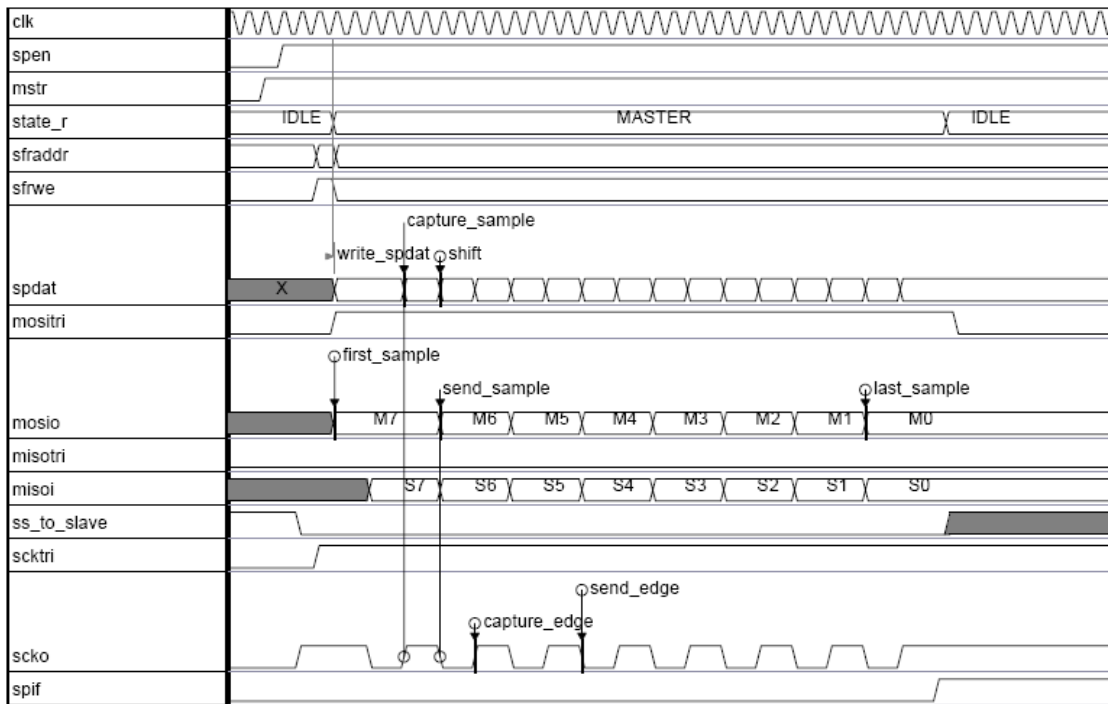 clk
spen
mstr
state_r IDLE MASTER IDLE
sfraddr
sfrwe
capture_sample
write_spdat shift
spdat X
mositri
first_sample
send_sample last_sample
mosio M7 M6 M5 M4 M3 M2 M1 M0
misotri
misoi S7 S6 S5 S4 S3 S2 S1 S0
ss_to_slave
scktri
send_edge
capture_edge
scko
spif